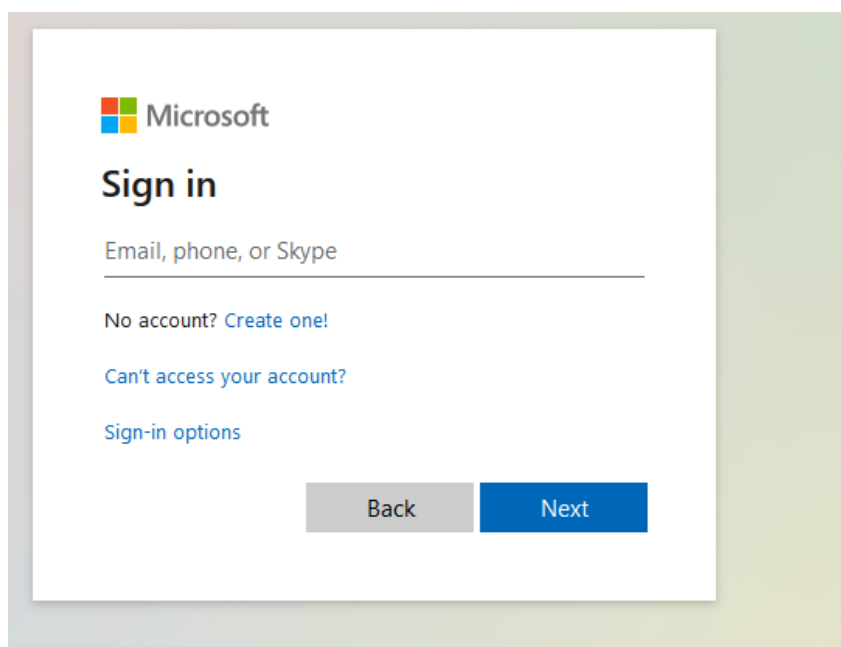 Microsoft
Sign in
Email, phone, or Skype
No account? Create one!
Can't access your account?
Sign-in options
Back Next